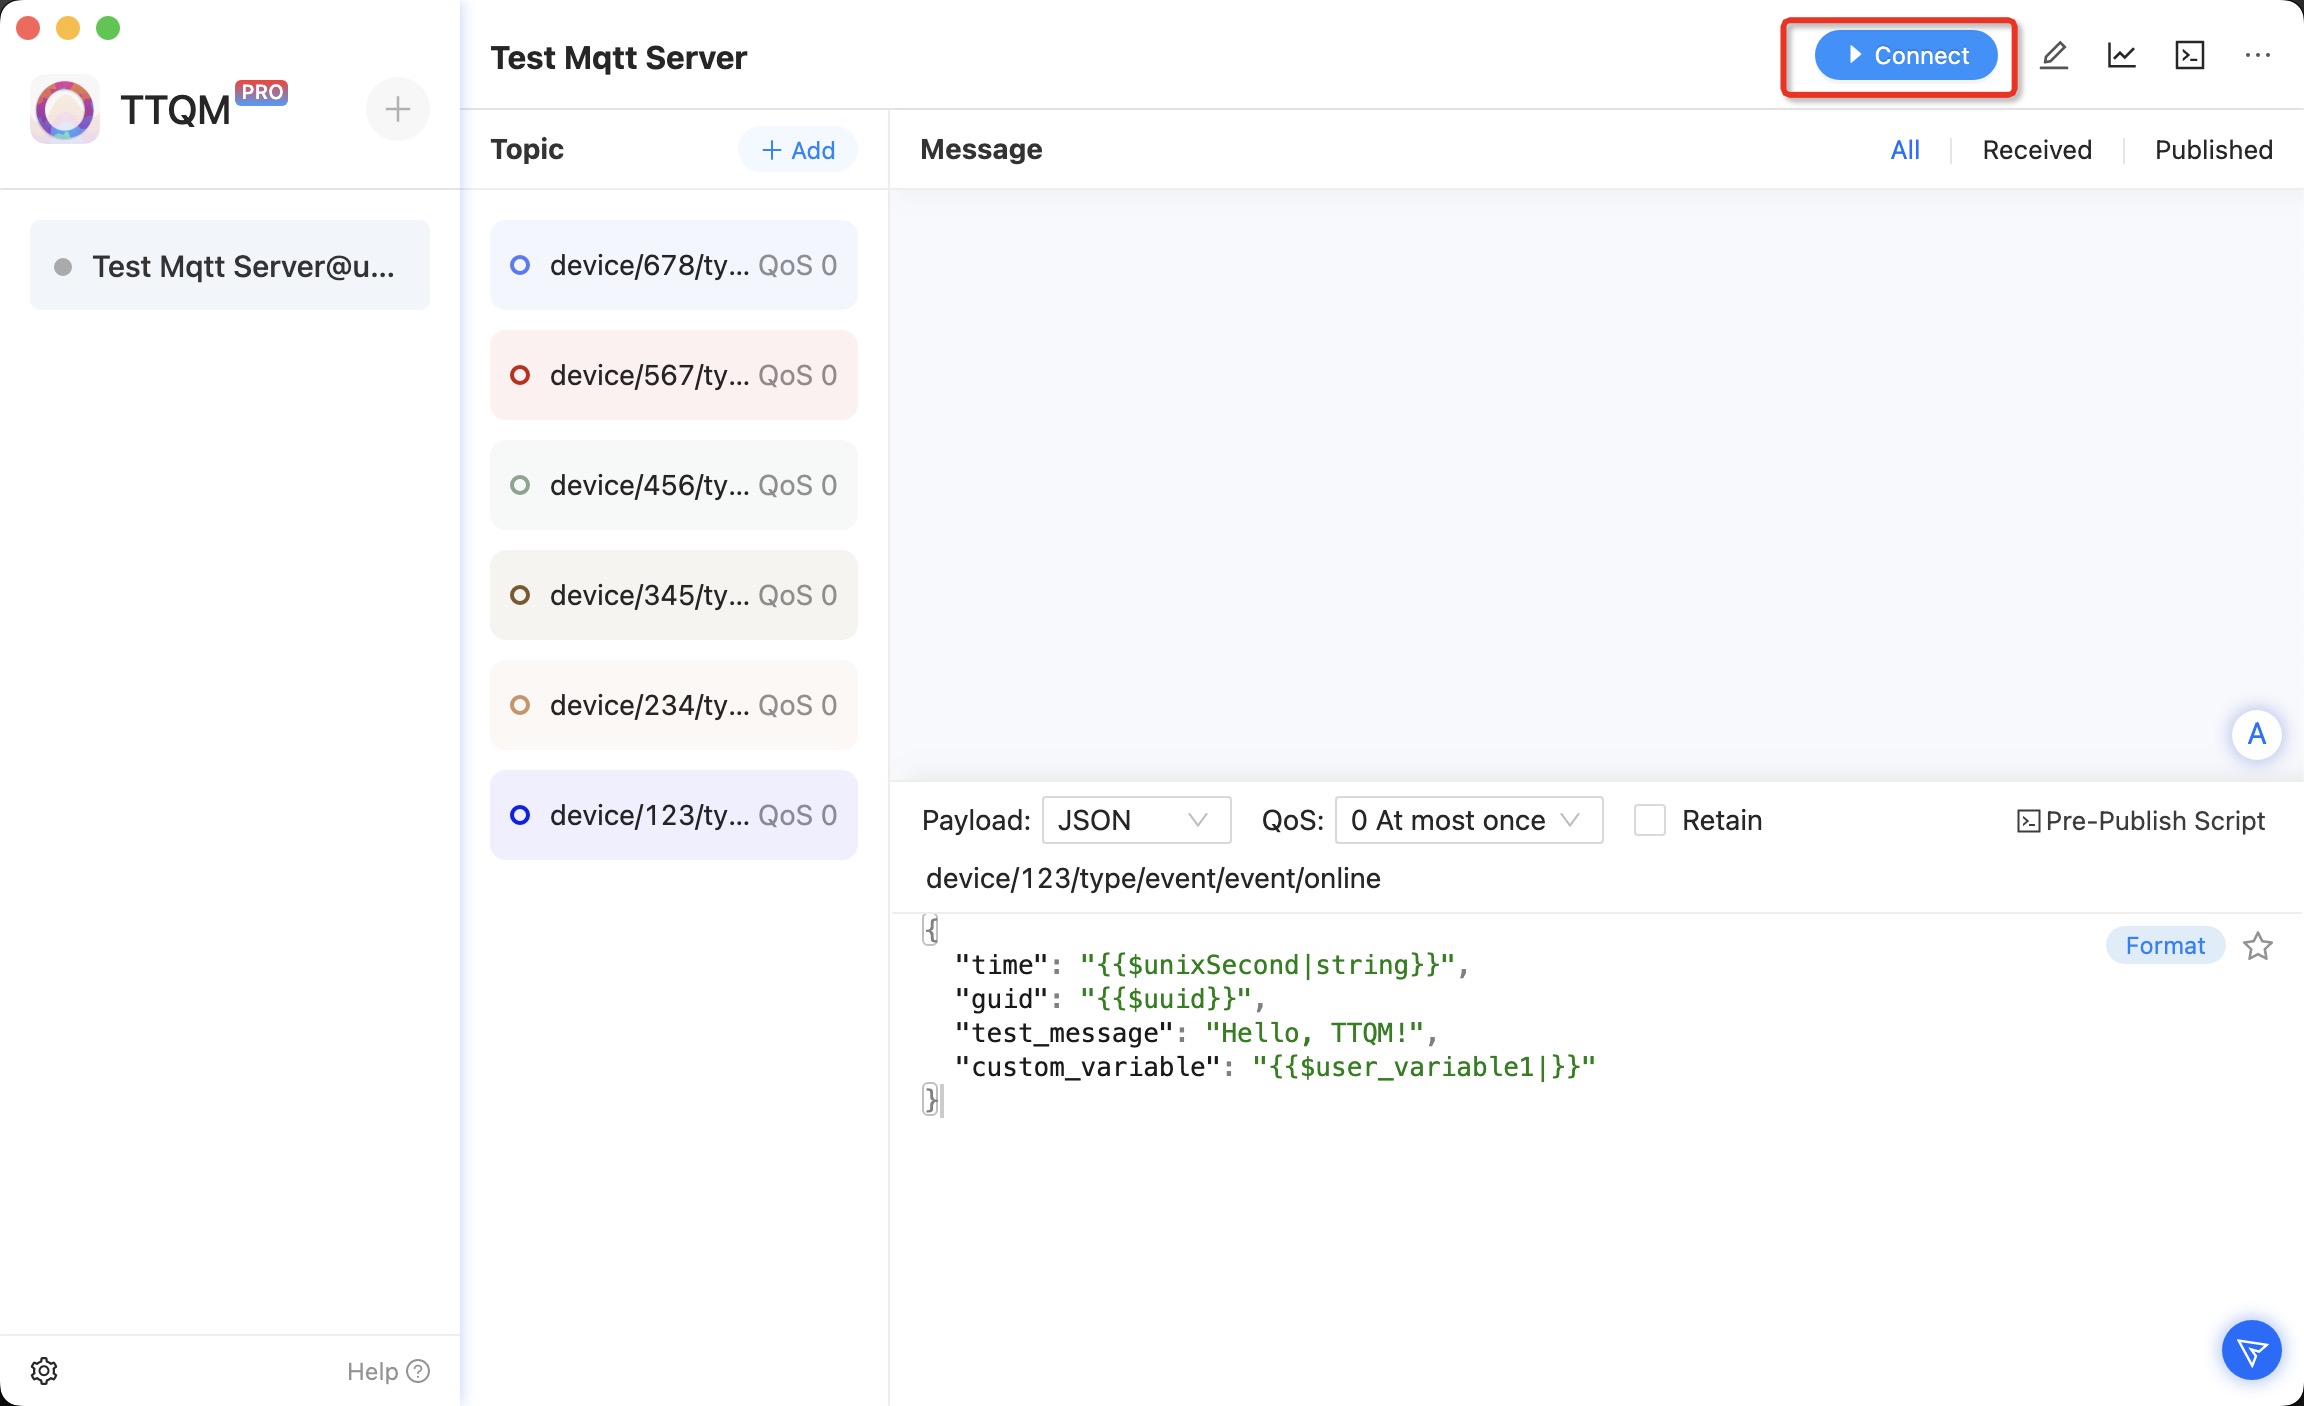 TTQM PRO
Test Mqtt Server@u...
Help
Test Mqtt Server
Connect
Topic
Add
device/678/ty... QoS 0
device/567/ty... QoS 0
device/456/ty... QoS 0
device/345/ty... QoS 0
device/234/ty... QoS 0
device/123/ty... QoS 0
Message
All
Received
Published
A
Payload: JSON QoS: 0 At most once Retain Pre-Publish Script
device/123/type/event/event/online
Format
{
"time": "{{$unixSecond|string}}",
"guid": "{{$uuid}}",
"test_message": "Hello, TTQM!",
"custom_variable": "{{$user_variable1|}}"
}